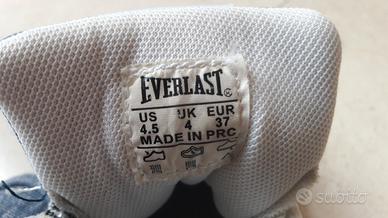 EVERLAST®
US UK EUR
4.5 4 37
MADE IN PRC
subito